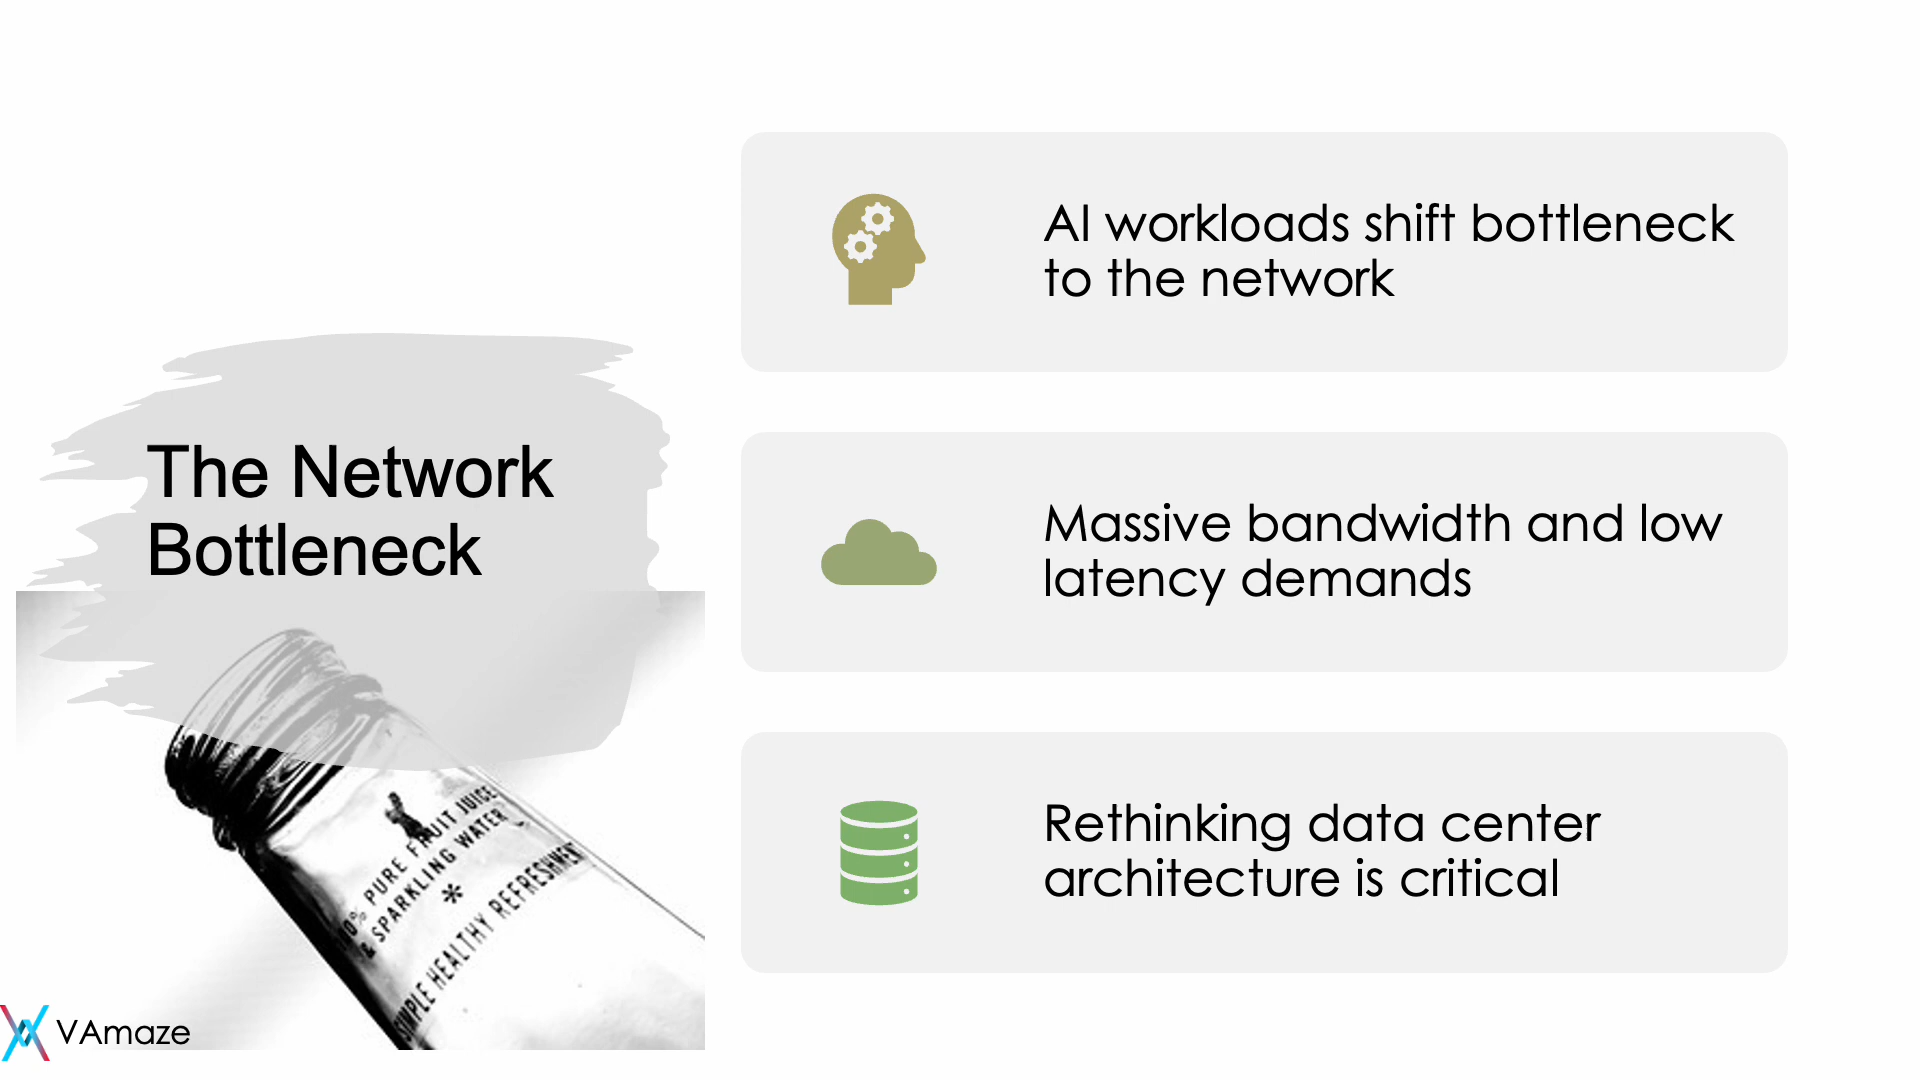 The Network
Bottleneck
AI workloads shift bottleneck
to the network
Massive bandwidth and low
latency demands
Rethinking data center
architecture is critical
PURE FRUIT JUICE
& SPARKLING WATER
*
SIMPLE HEALTHY REFRESHMENT
VAmaze